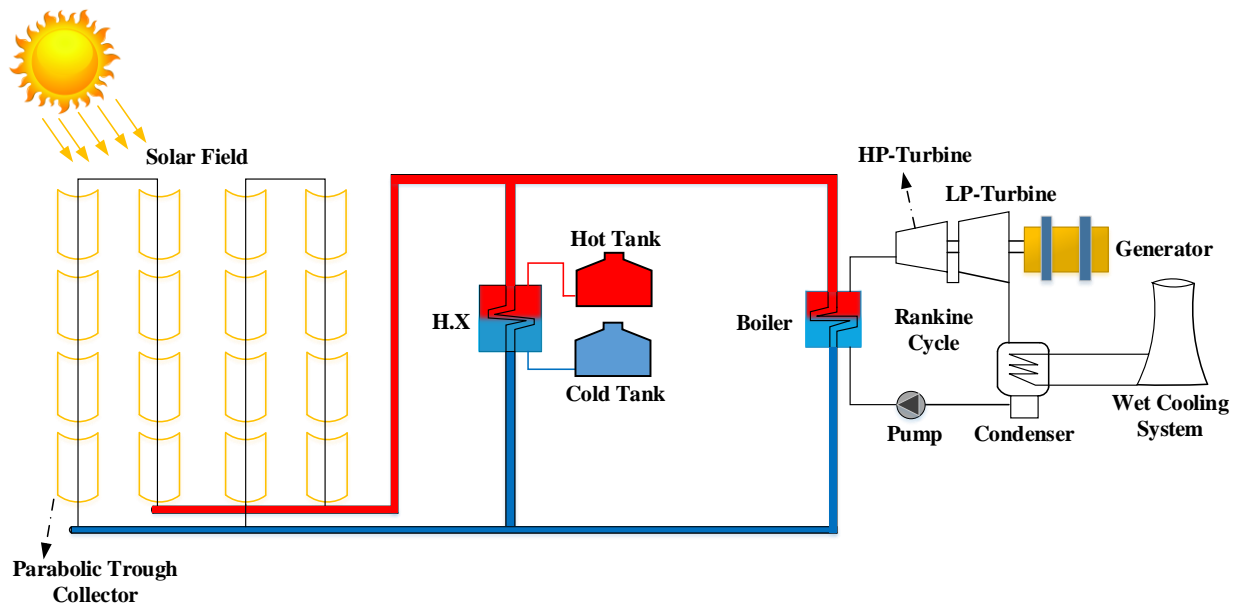 Solar Field
HP-Turbine
LP-Turbine
Generator
Hot Tank
H.X
Cold Tank
Boiler
Rankine
Cycle
Pump
Condenser
Wet Cooling
System
Parabolic Trough
Collector